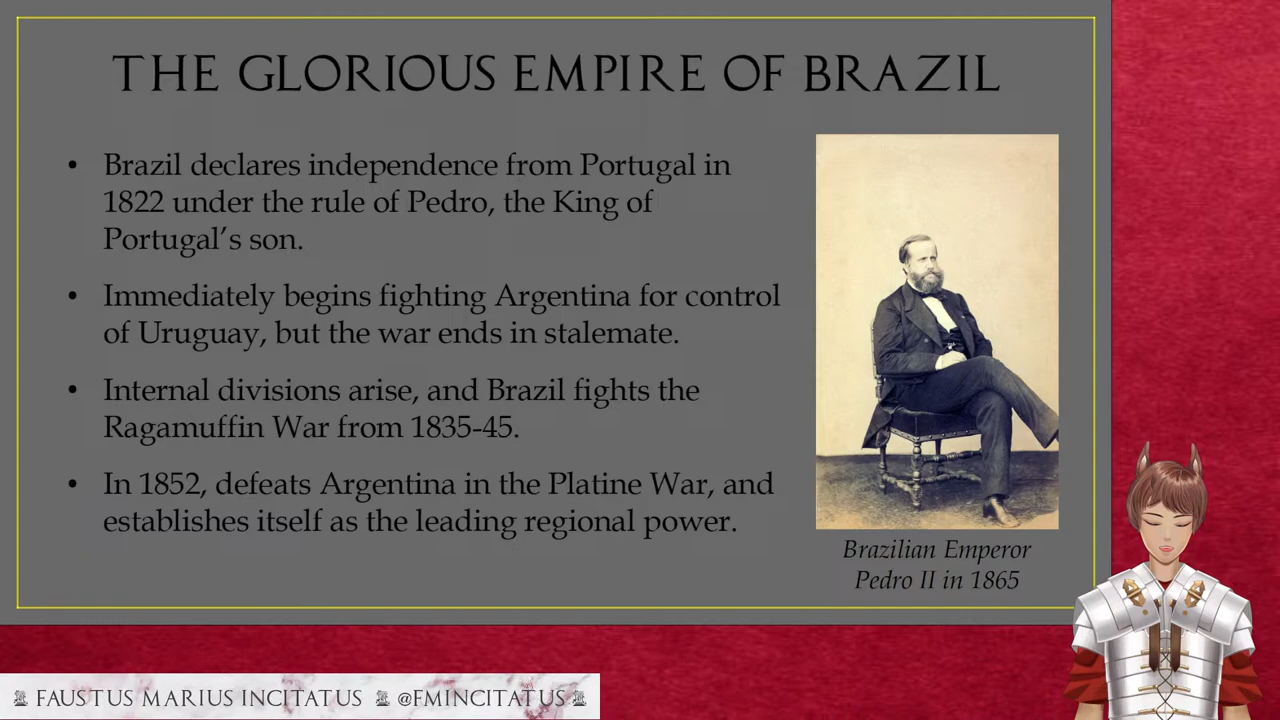 THE GLORIOUS EMPIRE OF BRAZIL
• Brazil declares independence from Portugal in
1822 under the rule of Pedro, the King of
Portugal’s son.
• Immediately begins fighting Argentina for control
of Uruguay, but the war ends in stalemate.
• Internal divisions arise, and Brazil fights the
Ragamuffin War from 1835-45.
• In 1852, defeats Argentina in the Platine War, and
establishes itself as the leading regional power.
Brazilian Emperor
Pedro II in 1865
FAUSTUS MARIUS INCITATUS @FMINCITATUS